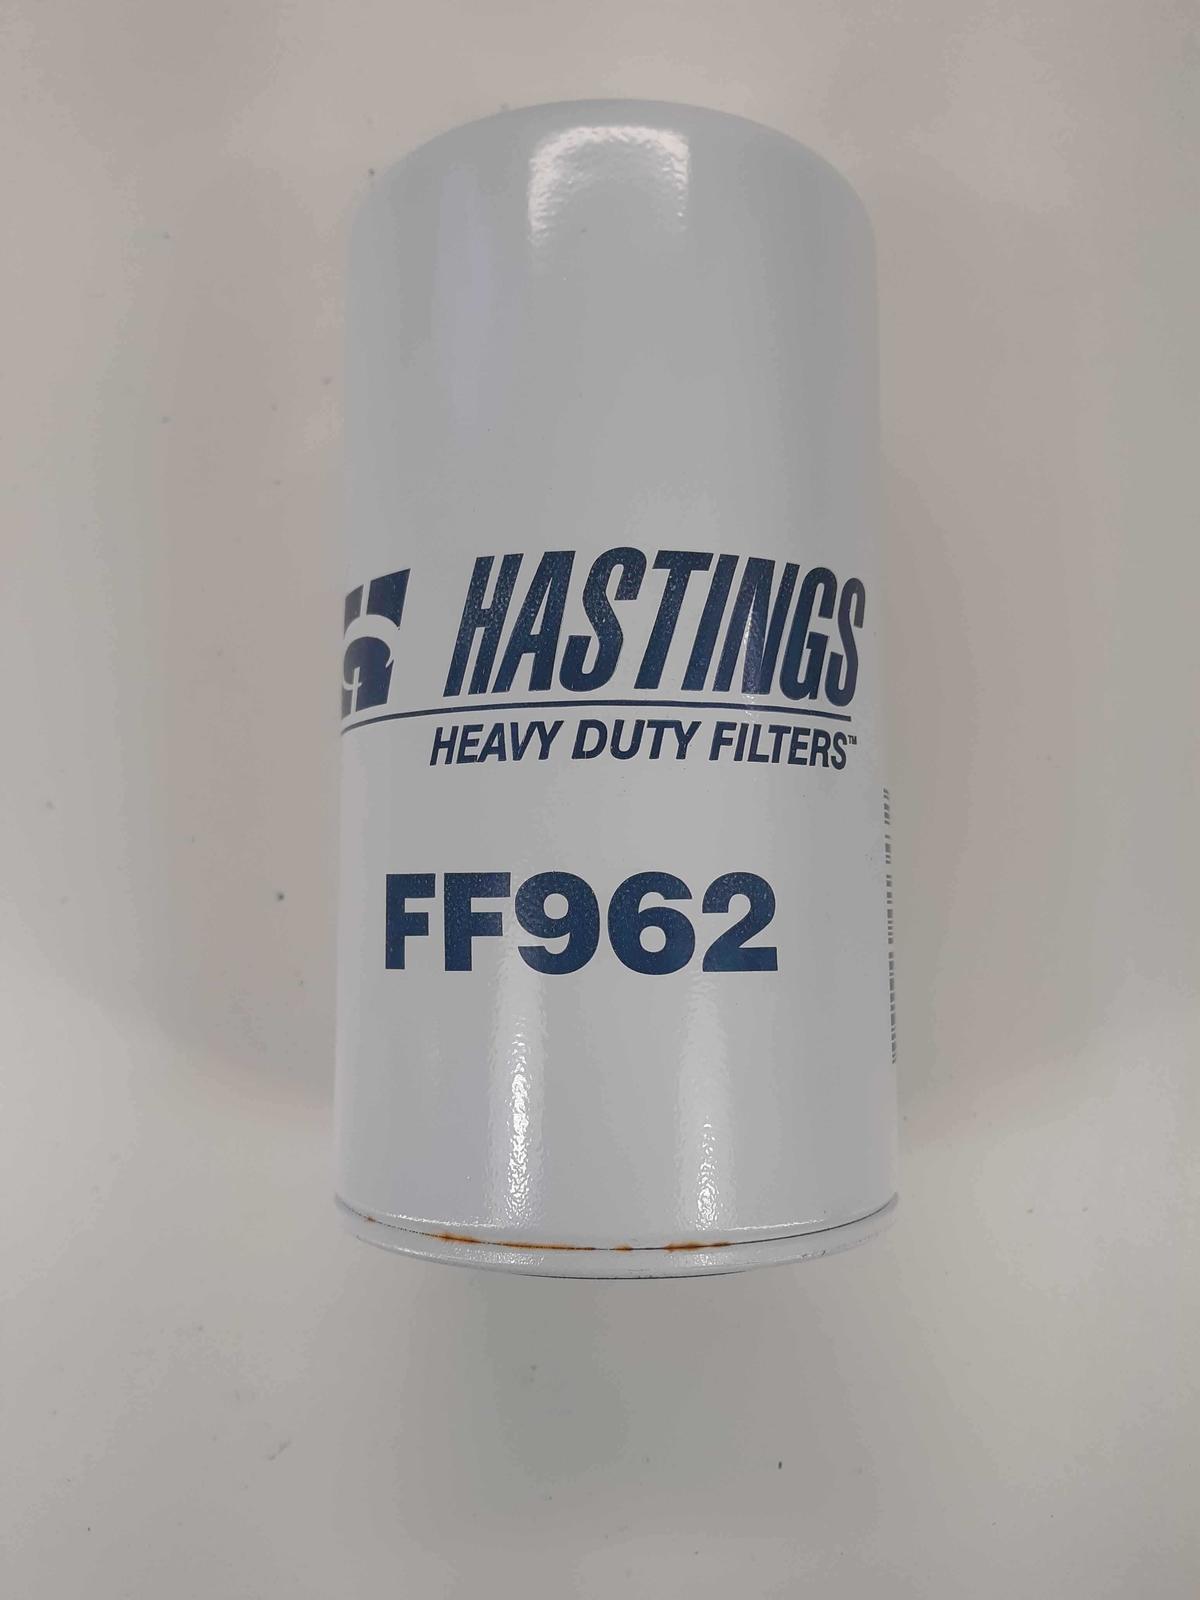 H
HASTINGS
HEAVY DUTY FILTERS™
FF962